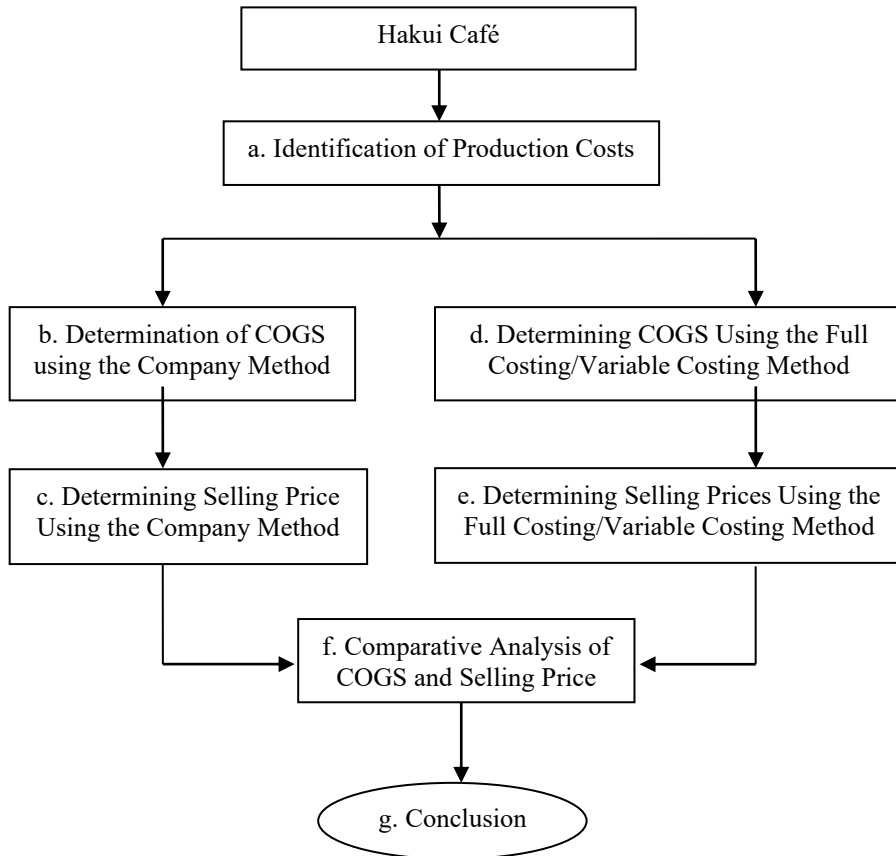 Hakui Café
a. Identification of Production Costs
b. Determination of COGS
using the Company Method
d. Determining COGS Using the Full
Costing/Variable Costing Method
c. Determining Selling Price
Using the Company Method
e. Determining Selling Prices Using the
Full Costing/Variable Costing Method
f. Comparative Analysis of
COGS and Selling Price
g. Conclusion